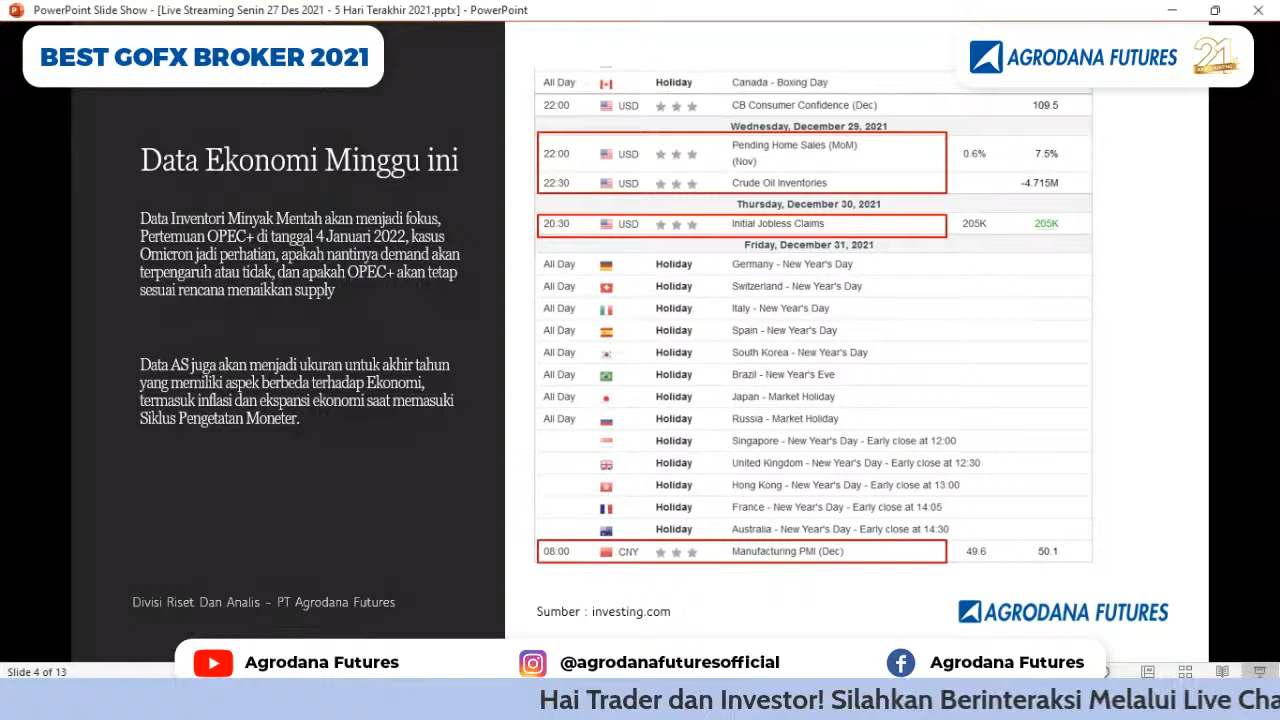 PowerPoint Slide Show - [Live Streaming Senin 27 Des 2021 - 5 Hari Terakhir 2021.pptx] - PowerPoint
BEST GOFX BROKER 2021
AGRODANA FUTURES
21
Data Ekonomi Minggu ini
Data Inventori Minyak Mentah akan menjadi fokus,
Pertemuan OPEC+ di tanggal 4 Januari 2022, kasus
Omicron jadi perhatian, apakah nantinya demand akan
terpengaruh atau tidak, dan apakah OPEC+ akan tetap
sesuai rencana menaikkan supply
Data AS juga akan menjadi ukuran untuk akhir tahun
yang memiliki aspek berbeda terhadap Ekonomi,
termasuk inflasi dan ekspansi ekonomi saat memasuki
Siklus Pengetatan Moneter.
Divisi Riset Dan Analis - PT Agrodana Futures
All Day Holiday Canada - Boxing Day
22:00 USD CB Consumer Confidence (Dec) 109.5
Wednesday, December 29, 2021
22:00 USD Pending Home Sales (MoM) (Nov) 0.6% 7.5%
22:30 USD Crude Oil Inventories -4.715M
Thursday, December 30, 2021
20:30 USD Initial Jobless Claims 205K 205K
Friday, December 31, 2021
All Day Holiday Germany - New Year's Day
All Day Holiday Switzerland - New Year's Day
All Day Holiday Italy - New Year's Day
All Day Holiday Spain - New Year's Day
All Day Holiday South Korea - New Year's Day
All Day Holiday Brazil - New Year's Eve
All Day Holiday Japan - Market Holiday
All Day Holiday Russia - Market Holiday
Holiday Singapore - New Year's Day - Early close at 12:00
Holiday United Kingdom - New Year's Day - Early close at 12:30
Holiday Hong Kong - New Year's Day - Early close at 13:00
Holiday France - New Year's Day - Early close at 14:05
Holiday Australia - New Year's Day - Early close at 14:30
08:00 CNY Manufacturing PMI (Dec) 49.6 50.1
Sumber : investing.com
AGRODANA FUTURES
Slide 4 of 13
Agrodana Futures
@agrodanafuturesofficial
Agrodana Futures
Hai Trader dan Investor! Silahkan Berinteraksi Melalui Live Cha